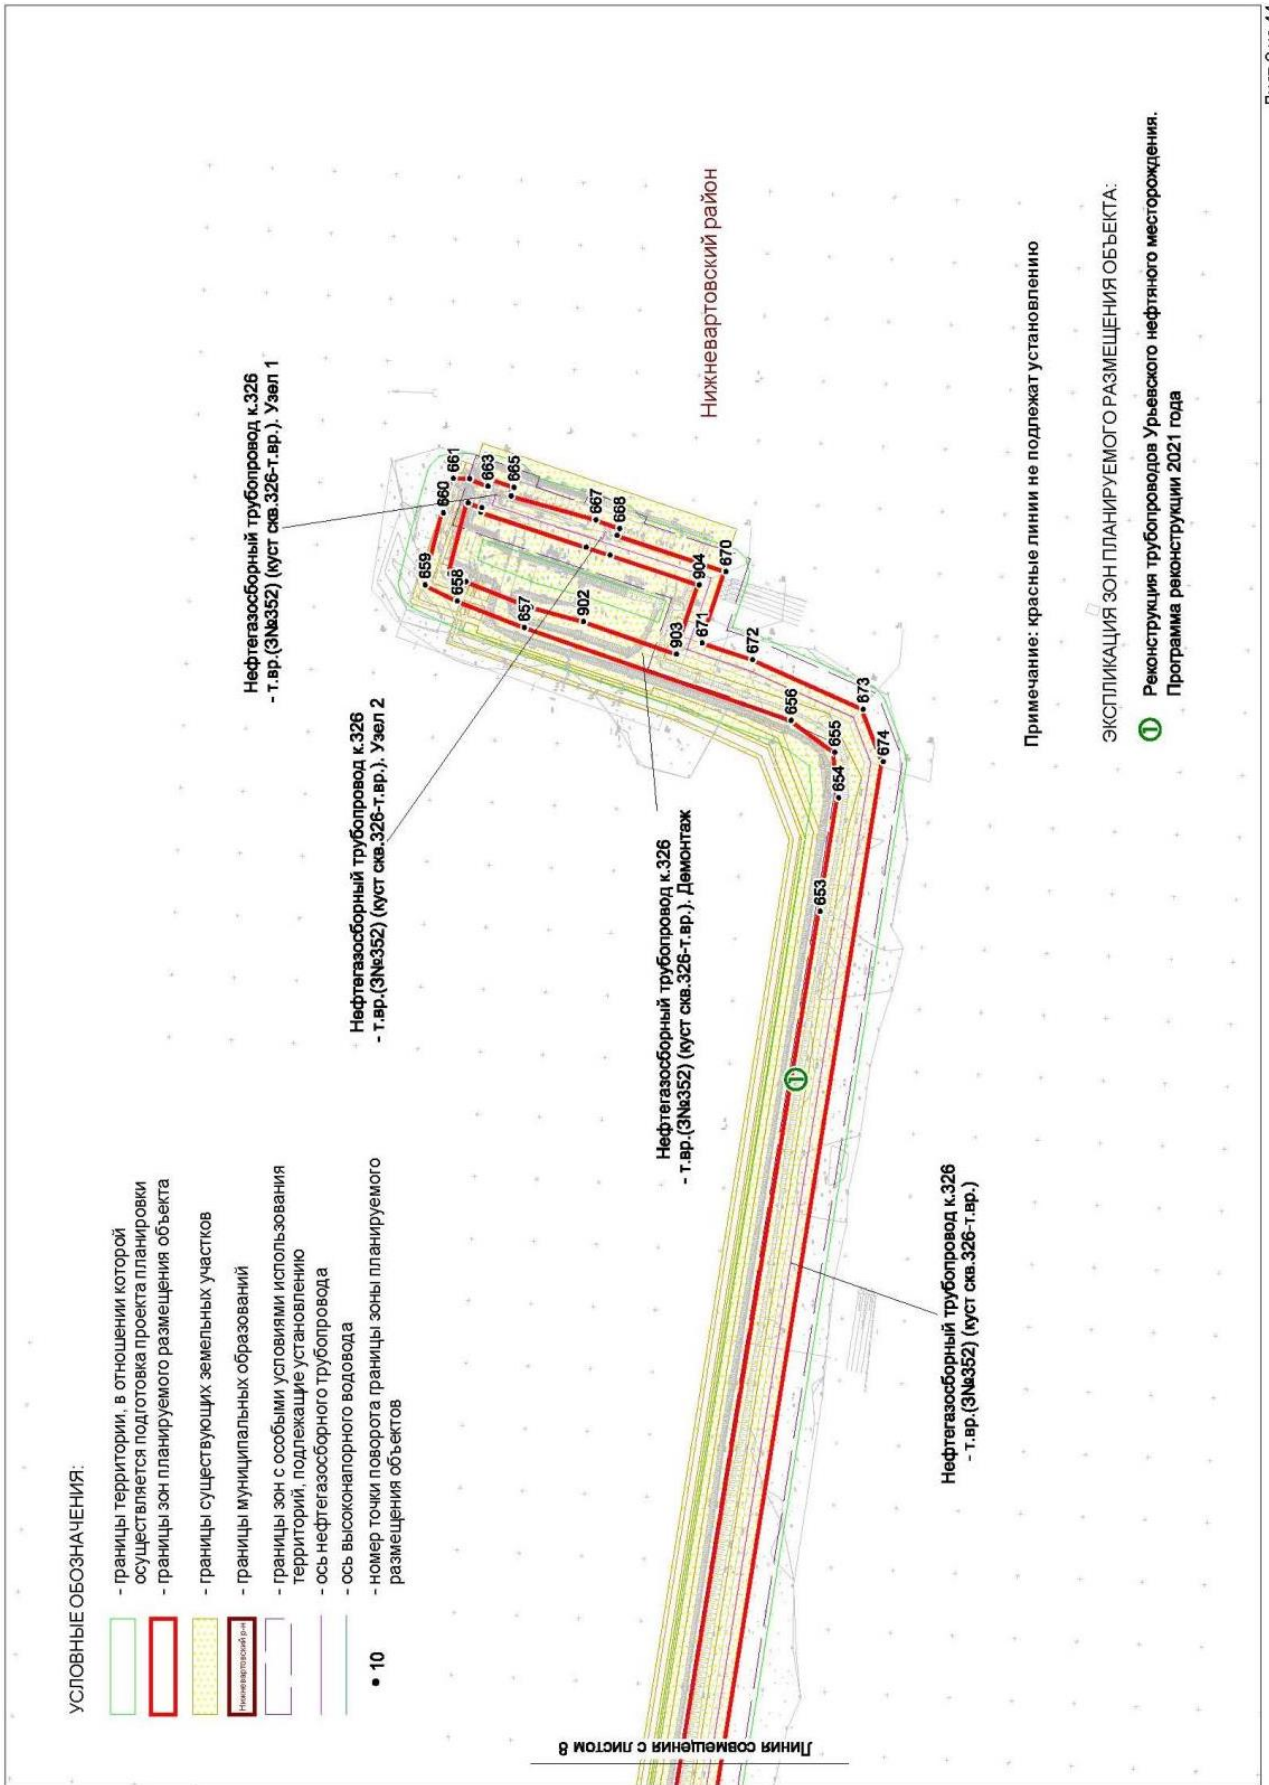 УСЛОВНЫЕ ОБОЗНАЧЕНИЯ:
- границы территории, в отношении которой
осуществляется подготовка проекта планировки
- границы зон планируемого размещения объекта
- границы существующих земельных участков
Нижневартовский р-н
- границы муниципальных образований
- границы зон с особыми условиями использования
территорий, подлежащие установлению
- ось нефтегазосборного трубопровода
- ось высоконапорного водовода
10
- номер точки поворота границы зоны планируемого
размещения объектов
Нефтегазосборный трубопровод к.326
- т.вр.(ЗN№352) (куст скв.326-т.вр.). Узел 1
Нефтегазосборный трубопровод к.326
- т.вр.(ЗN№352) (куст скв.326-т.вр.). Узел 2
659
660
661
658
663
665
657
902
667
668
903
904
671
670
672
656
655
673
654
674
653
Нижневартовский район
Нефтегазосборный трубопровод к.326
- т.вр.(ЗN№352) (куст скв.326-т.вр.). Демонтаж
1
Нефтегазосборный трубопровод к.326
- т.вр.(ЗN№352) (куст скв.326-т.вр.)
Линия совмещения с листом 8
Примечание: красные линии не подлежат установлению
ЭКСПЛИКАЦИЯ ЗОН ПЛАНИРУЕМОГО РАЗМЕЩЕНИЯ ОБЪЕКТА:
1 Реконструкция трубопроводов Урьевского нефтяного месторождения.
Программа реконструкции 2021 года